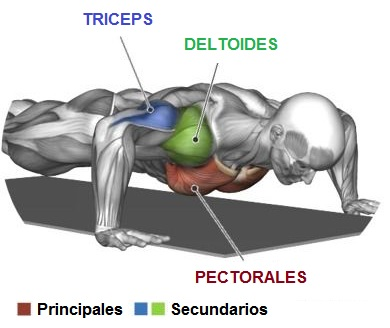 TRICEPS
DELTOIDES
PECTORALES
Principales Secundarios